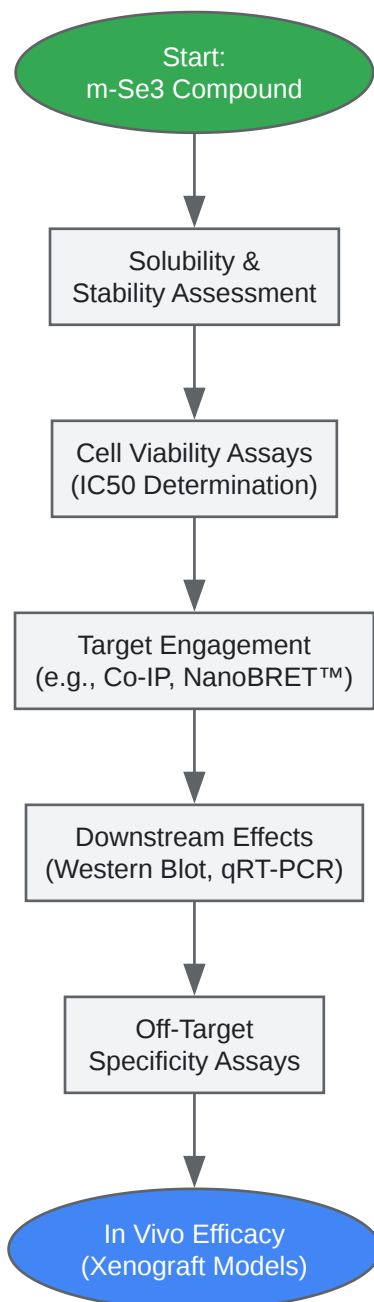 Start:
m-Se3 Compound
Solubility &
Stability Assessment
Cell Viability Assays
(IC50 Determination)
Target Engagement
(e.g., Co-IP, NanoBRET™)
Downstream Effects
(Western Blot, qRT-PCR)
Off-Target
Specificity Assays
In Vivo Efficacy
(Xenograft Models)